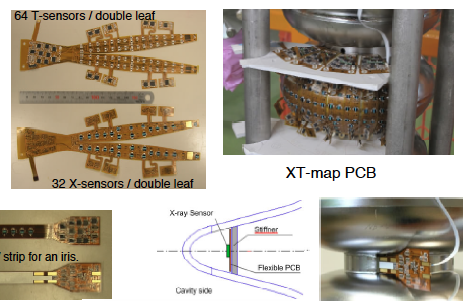 64 T-sensors / double leaf
32 X-sensors / double leaf
XT-map PCB
strip for an iris.
X-ray Sensor
Stiffner
Flexible PCB
Cavity side